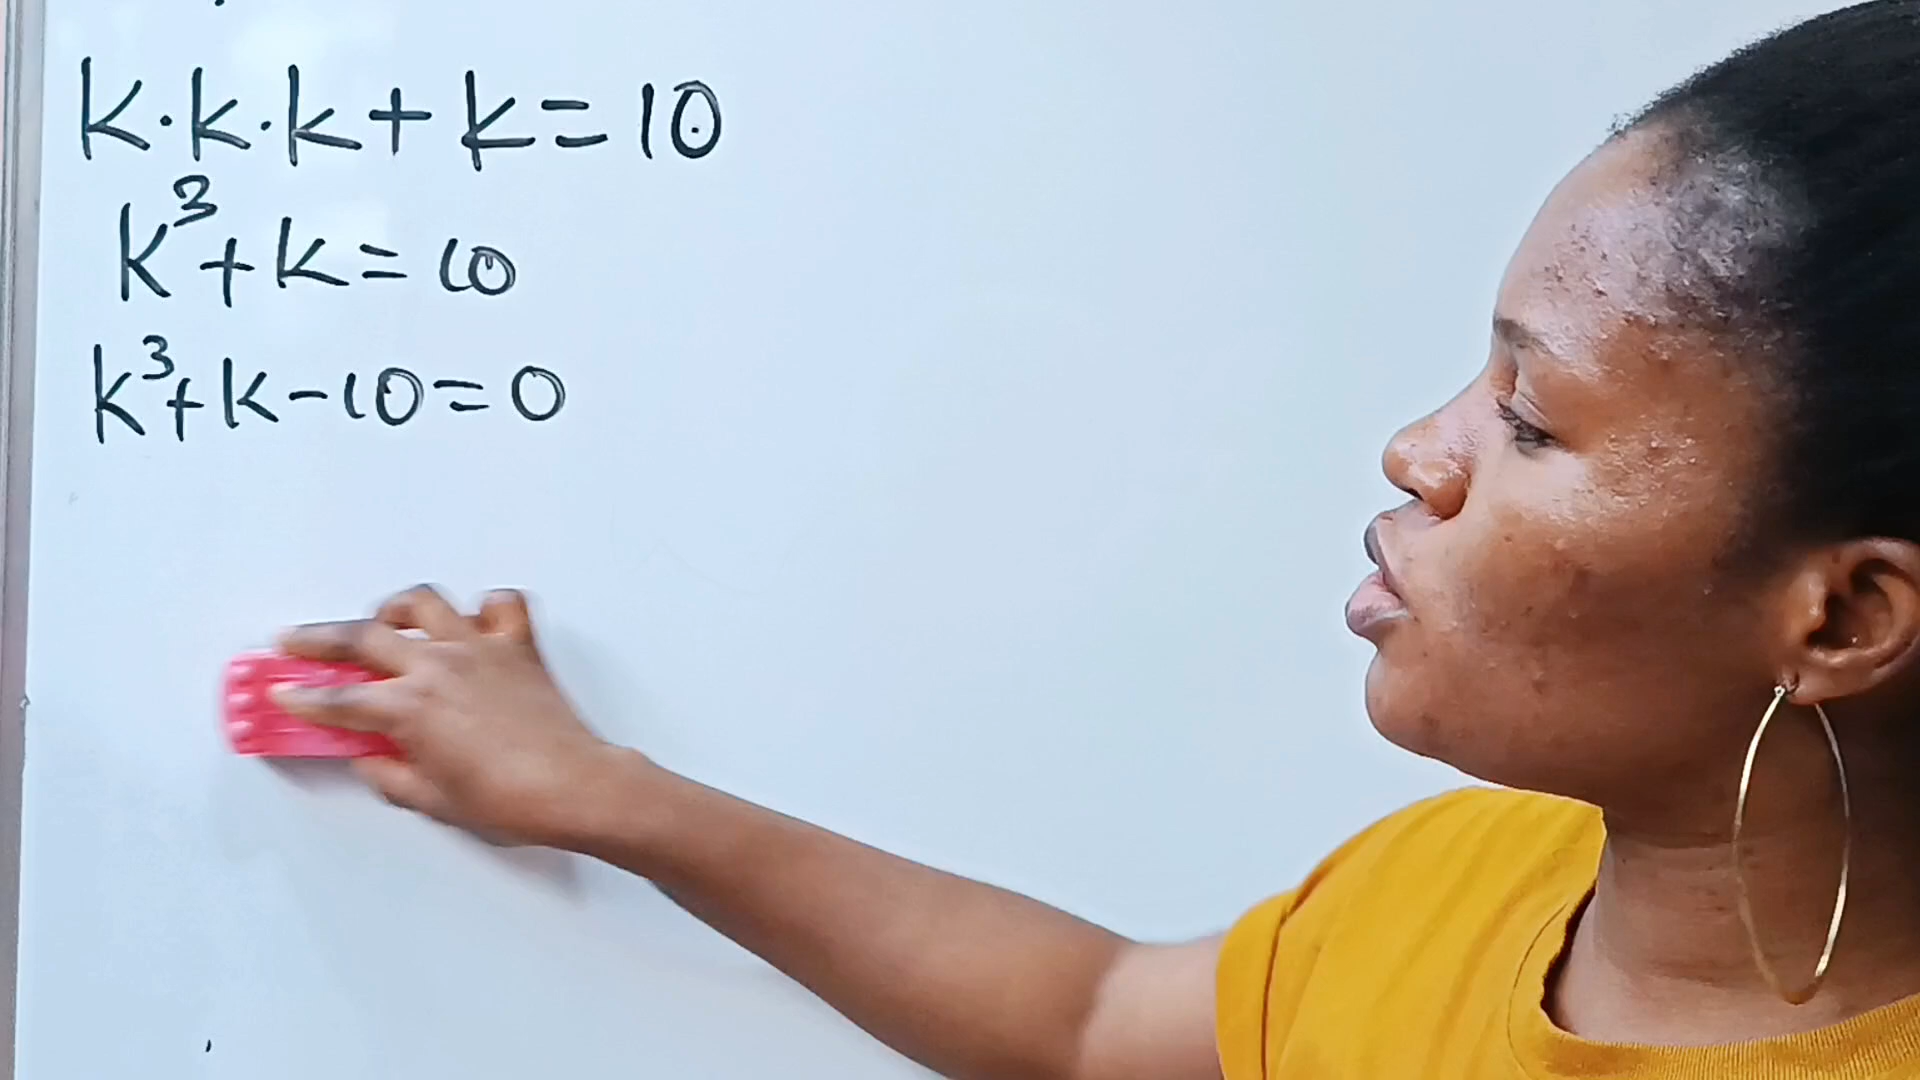 k·k·k + k = 10
k³ + k = 10
k³ + k - 10 = 0